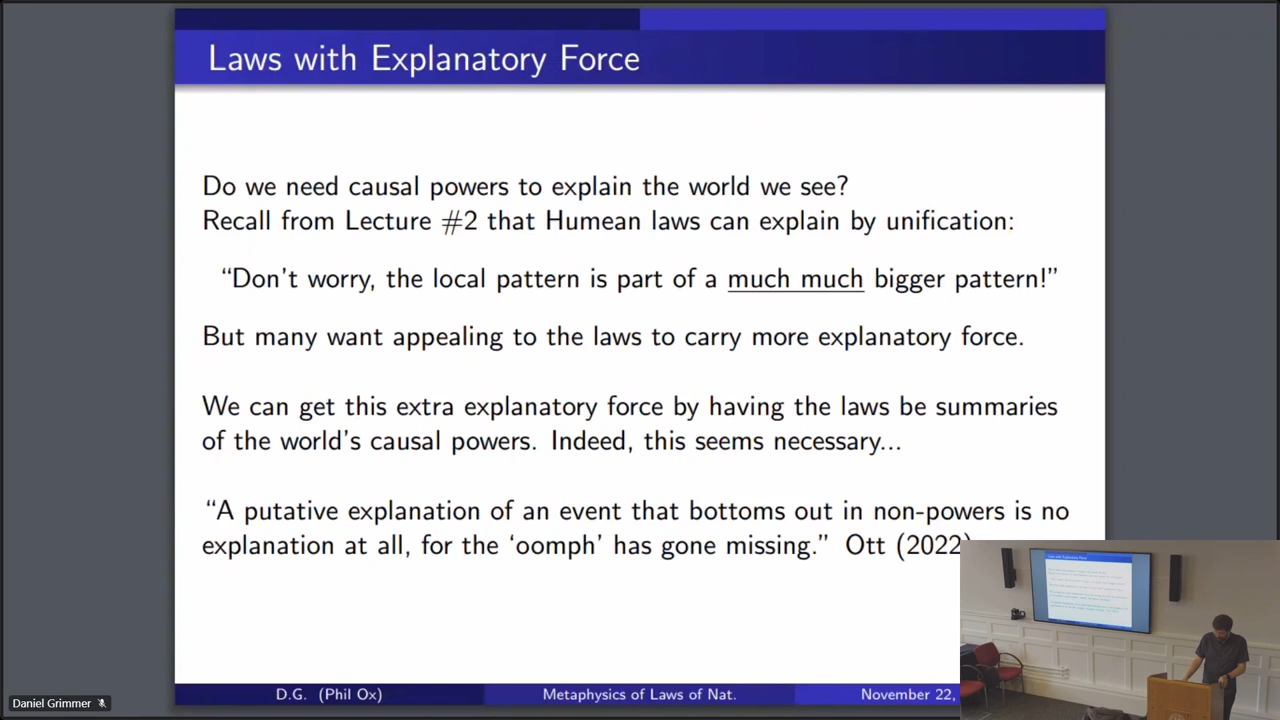 Laws with Explanatory Force
Do we need causal powers to explain the world we see?
Recall from Lecture #2 that Humean laws can explain by unification:
“Don’t worry, the local pattern is part of a much much bigger pattern!”
But many want appealing to the laws to carry more explanatory force.
We can get this extra explanatory force by having the laws be summaries
of the world’s causal powers. Indeed, this seems necessary...
“A putative explanation of an event that bottoms out in non-powers is no
explanation at all, for the ‘oomph’ has gone missing.” Ott (2022
D.G. (Phil Ox)
Metaphysics of Laws of Nat.
November 22,
Daniel Grimmer
Laws with Explanatory Force